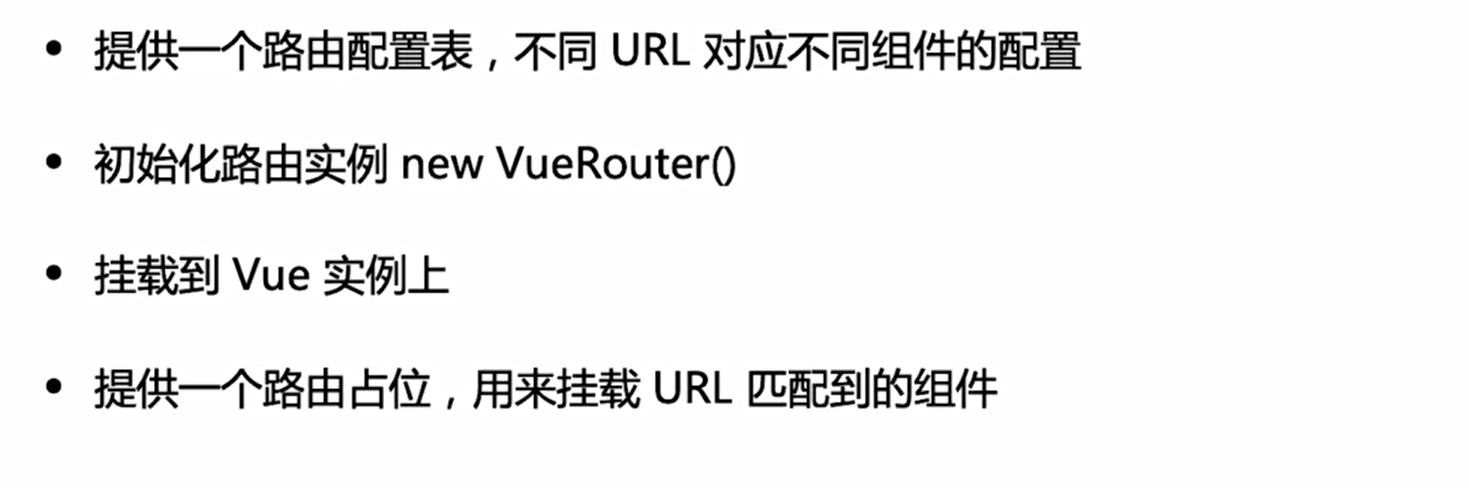 • 提供一个路由配置表，不同 URL 对应不同组件的配置
• 初始化路由实例 new VueRouter()
• 挂载到 Vue 实例上
• 提供一个路由占位，用来挂载 URL 匹配到的组件